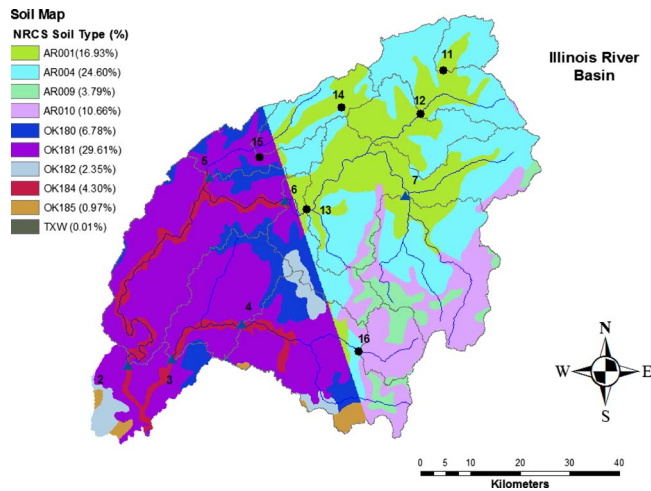 Soil Map
NRCS Soil Type (%)
AR001(16.93%)
AR004 (24.60%)
AR009 (3.79%)
AR010 (10.66%)
OK180 (6.78%)
OK181 (29.61%)
OK182 (2.35%)
OK184 (4.30%)
OK185 (0.97%)
TXW (0.01%)
Illinois River
Basin
11
14
12
15
5
6
7
13
4
16
2
3
N
W E
S
0 5 10 20 30 40
Kilometers